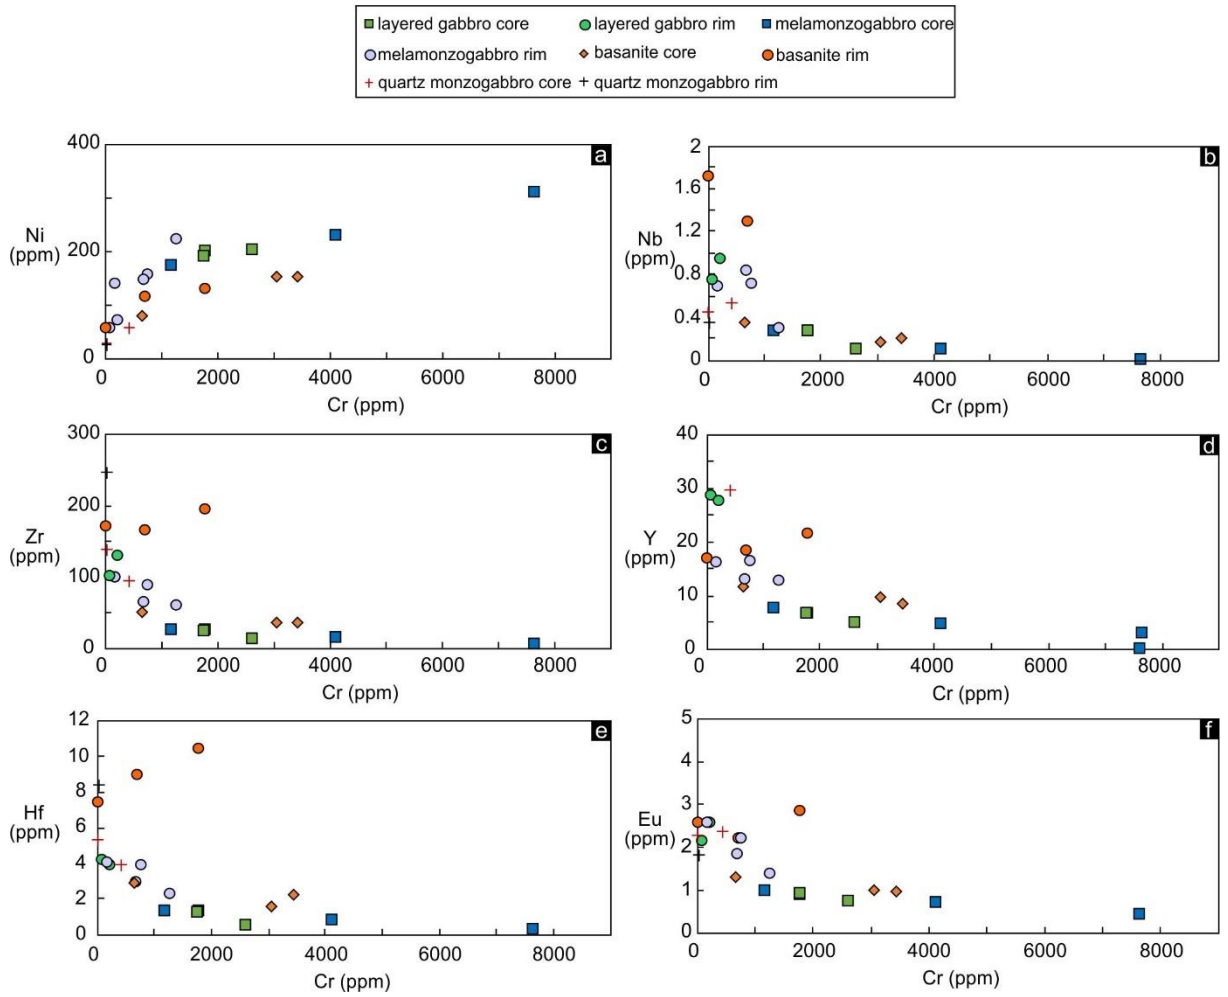 layered gabbro core layered gabbro rim melamonzogabbro core
melamonzogabbro rim basanite core basanite rim
quartz monzogabbro core quartz monzogabbro rim
a
400
200
0
Ni
(ppm)
0 2000 4000 6000 8000
Cr (ppm)
b
2
1.6
1.2
0.8
0.4
0
Nb
(ppm)
0 2000 4000 6000 8000
Cr (ppm)
c
300
200
100
0
Zr
(ppm)
0 2000 4000 6000 8000
Cr (ppm)
d
40
30
20
10
0
Y
(ppm)
0 2000 4000 6000 8000
Cr (ppm)
e
12
10
8
6
4
2
0
Hf
(ppm)
0 2000 4000 6000 8000
Cr (ppm)
f
5
4
3
2
1
0
Eu
(ppm)
0 2000 4000 6000 8000
Cr (ppm)